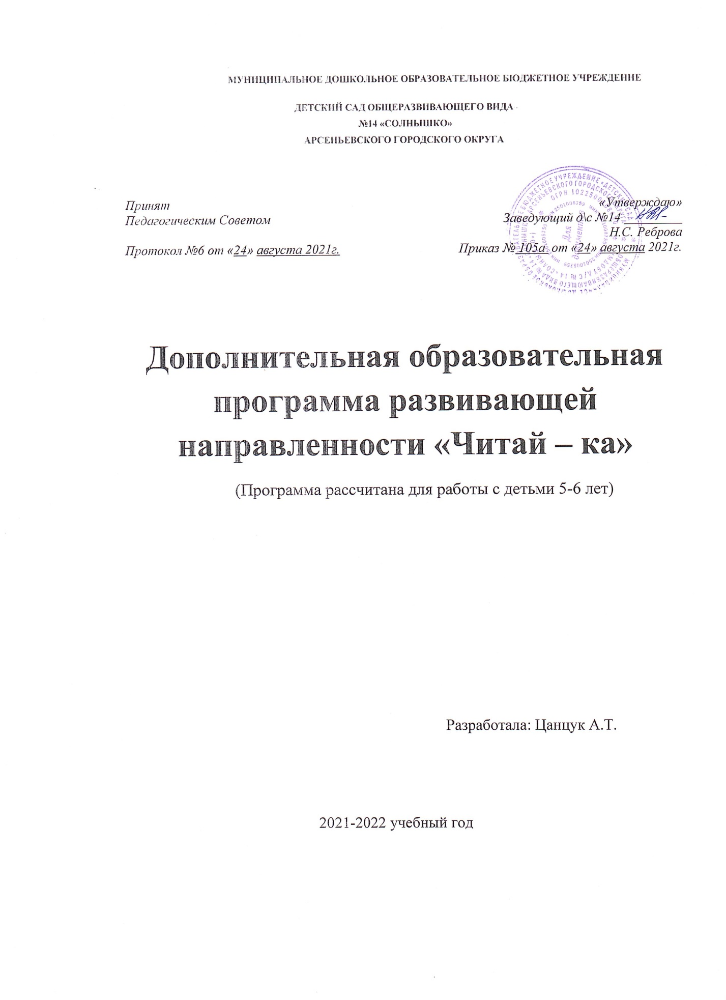 МУНИЦИПАЛЬНОЕ ДОШКОЛЬНОЕ ОБРАЗОВАТЕЛЬНОЕ БЮДЖЕТНОЕ УЧРЕЖДЕНИЕ
ДЕТСКИЙ САД ОБЩЕРАЗВИВАЮЩЕГО ВИДА
№14 «СОЛНЫШКО»
АРСЕНЬЕВСКОГО ГОРОДСКОГО ОКРУГА
Принят
Педагогическим Советом
Протокол №6 от «24» августа 2021г.
«Утверждаю»
Заведующий д\с №14
Н.С. Реброва
Приказ № 105а от «24» августа 2021г.
Для документов
Дополнительная образовательная
программа развивающей
направленности «Читай – ка»
(Программа рассчитана для работы с детьми 5-6 лет)
Разработала: Цанцук А.Т.
2021-2022 учебный год